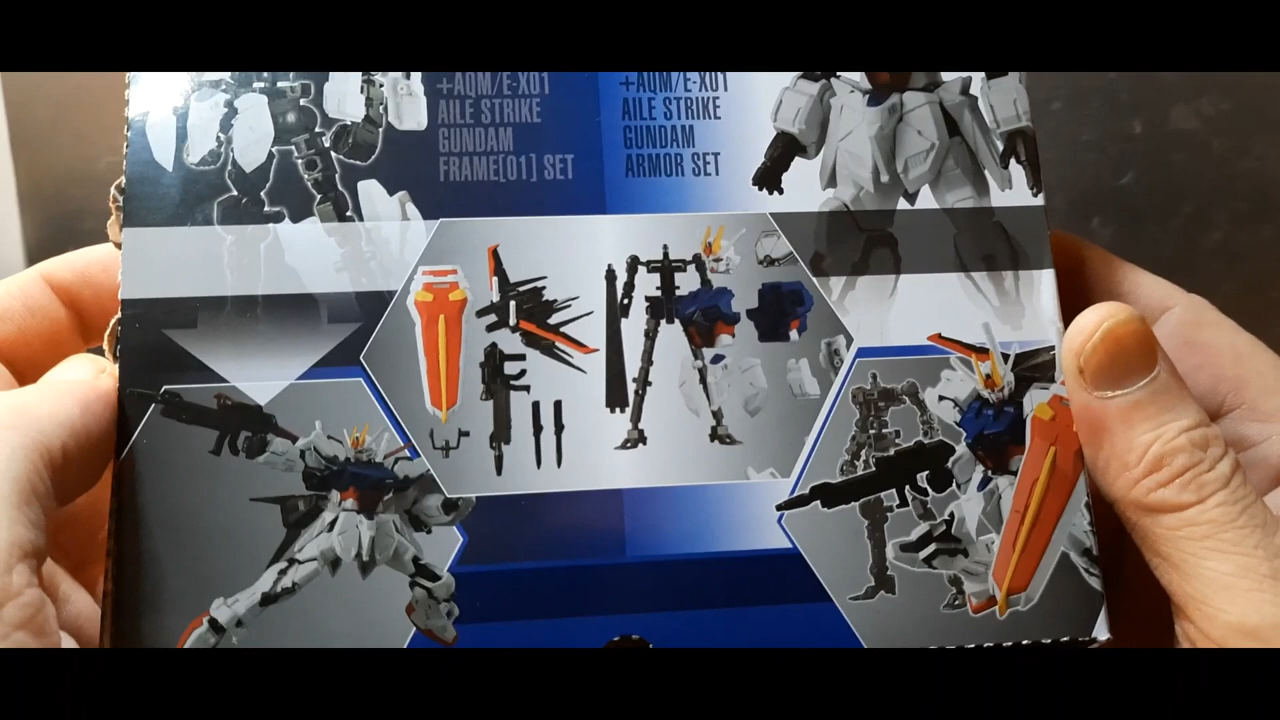 +AQM/E-X01
AILE STRIKE
GUNDAM
FRAME[01] SET
+AQM/E-X01
AILE STRIKE
GUNDAM
ARMOR SET